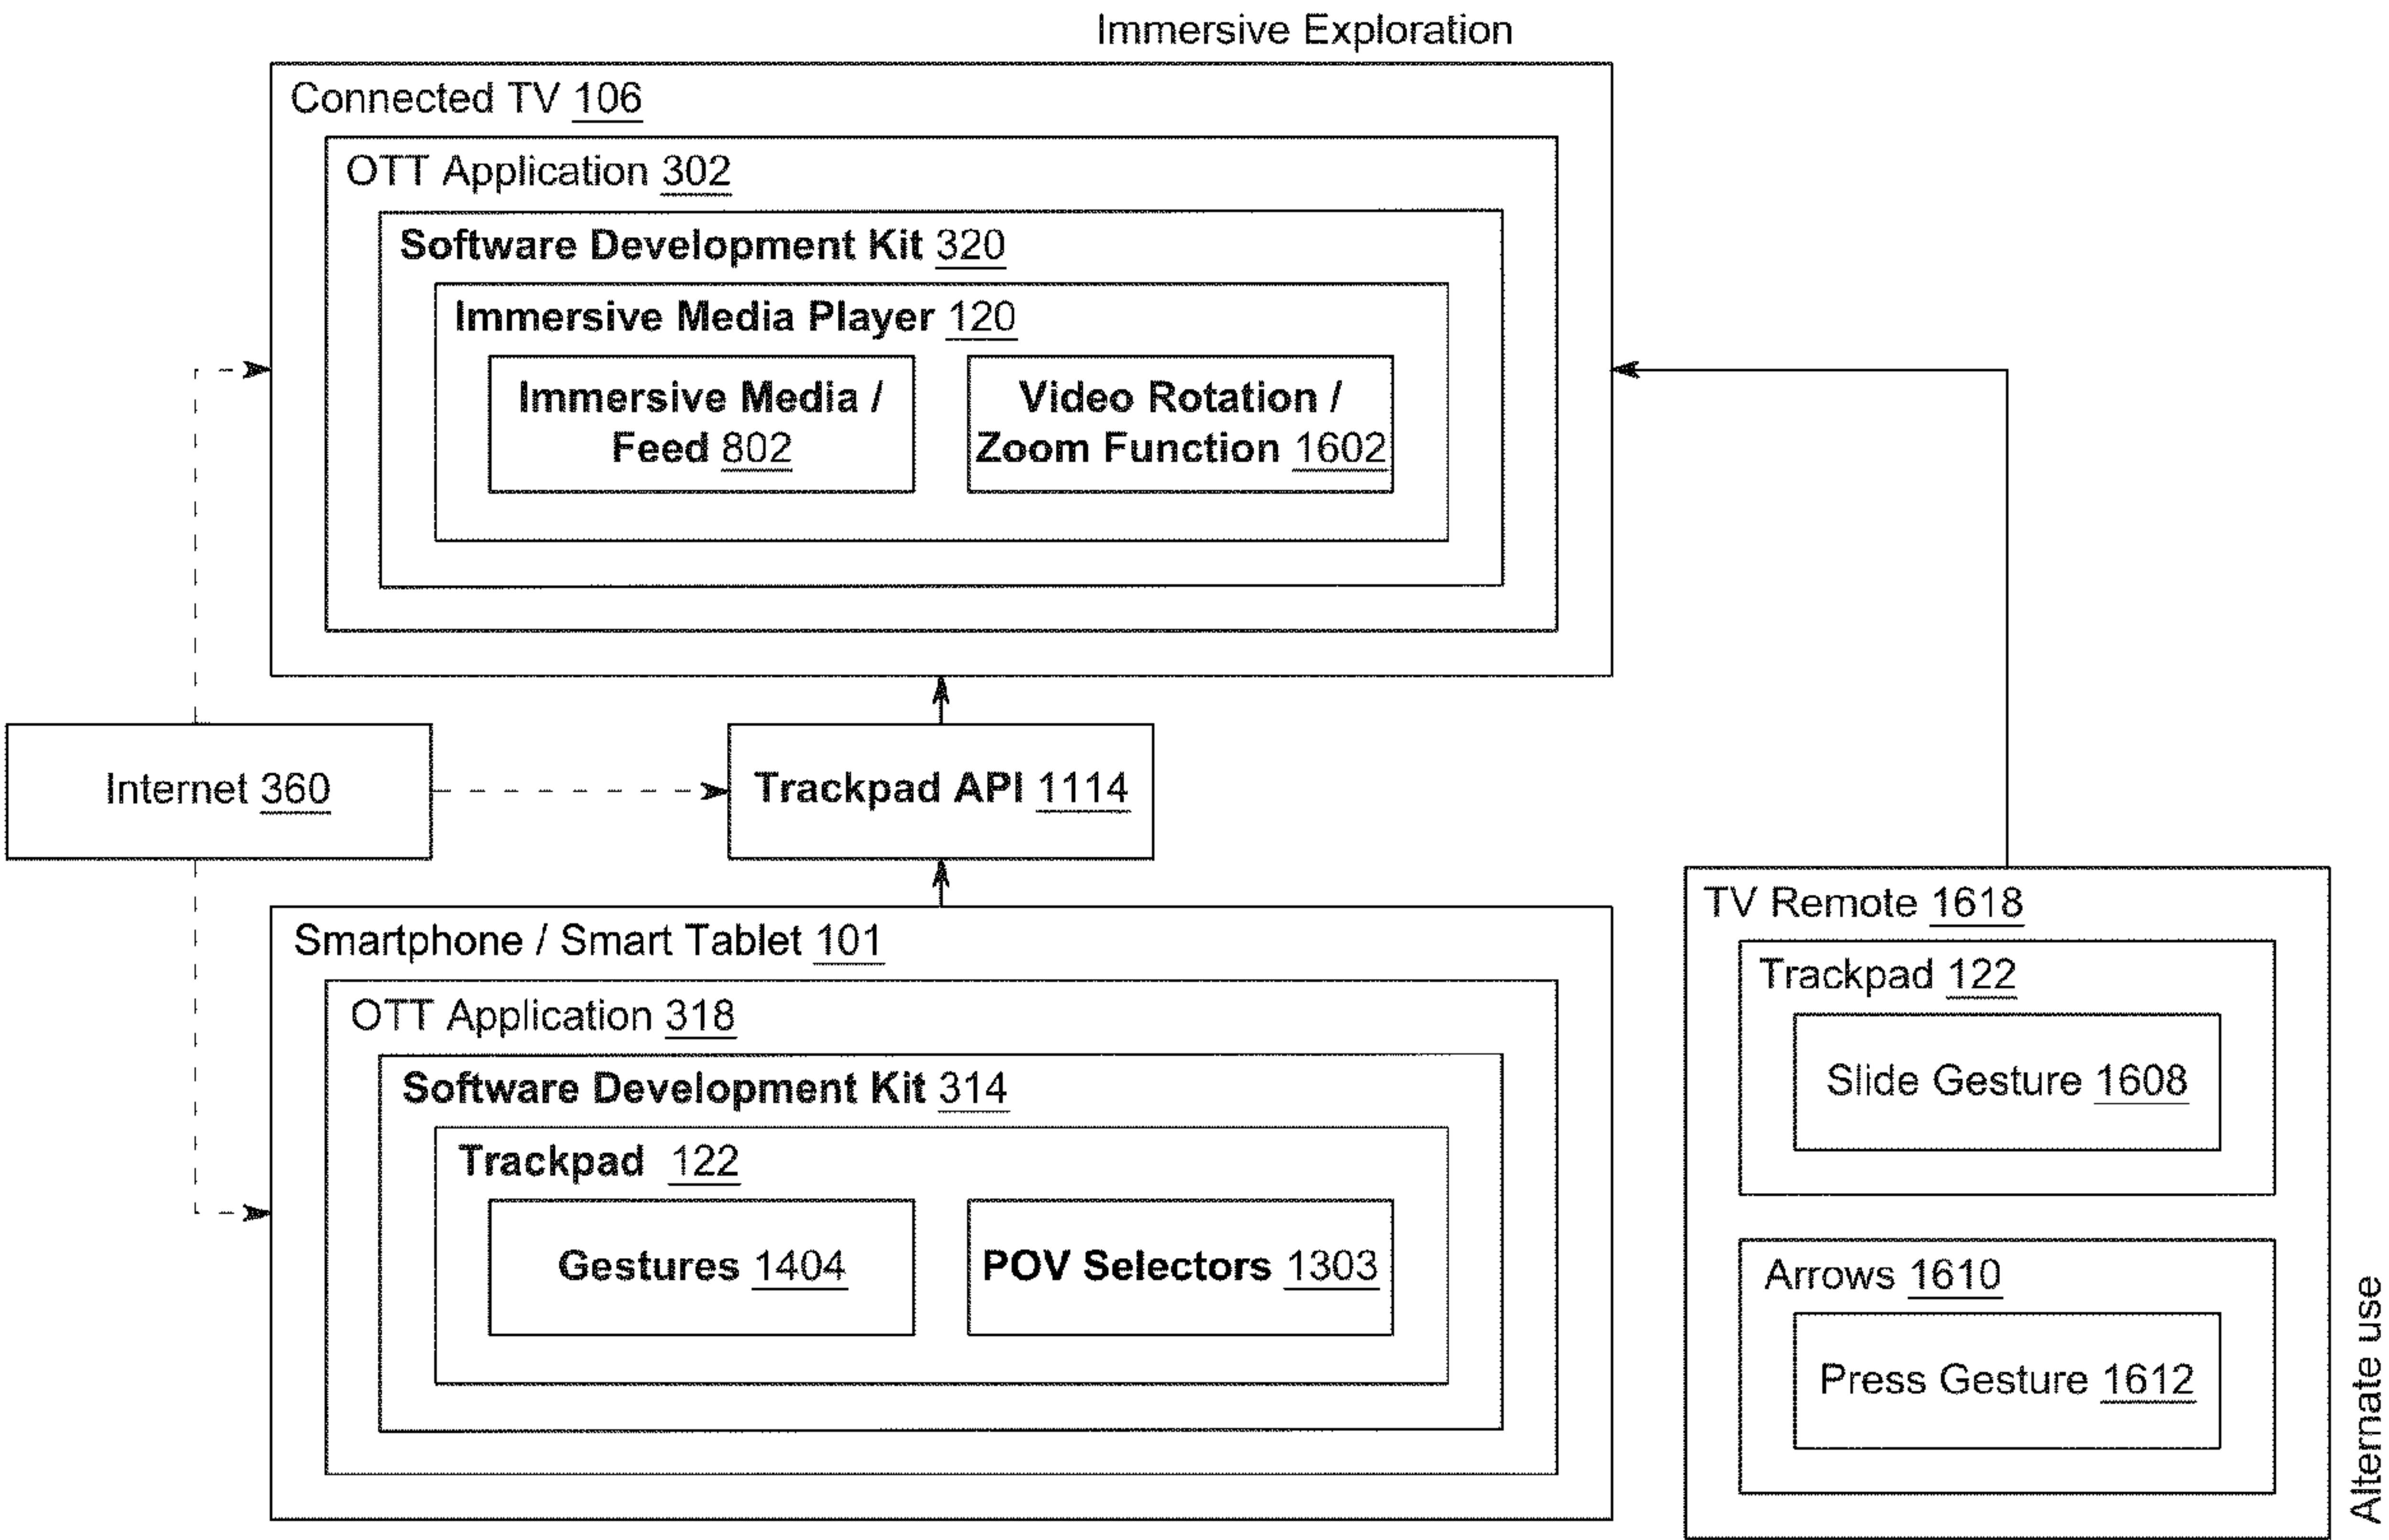 Immersive Exploration
Connected TV 106
OTT Application 302
Software Development Kit 320
Immersive Media Player 120
Immersive Media /
Feed 802
Video Rotation /
Zoom Function 1602
Internet 360
Trackpad API 1114
Smartphone / Smart Tablet 101
OTT Application 318
Software Development Kit 314
Trackpad 122
Gestures 1404
POV Selectors 1303
TV Remote 1618
Trackpad 122
Slide Gesture 1608
Arrows 1610
Press Gesture 1612
Alternate use